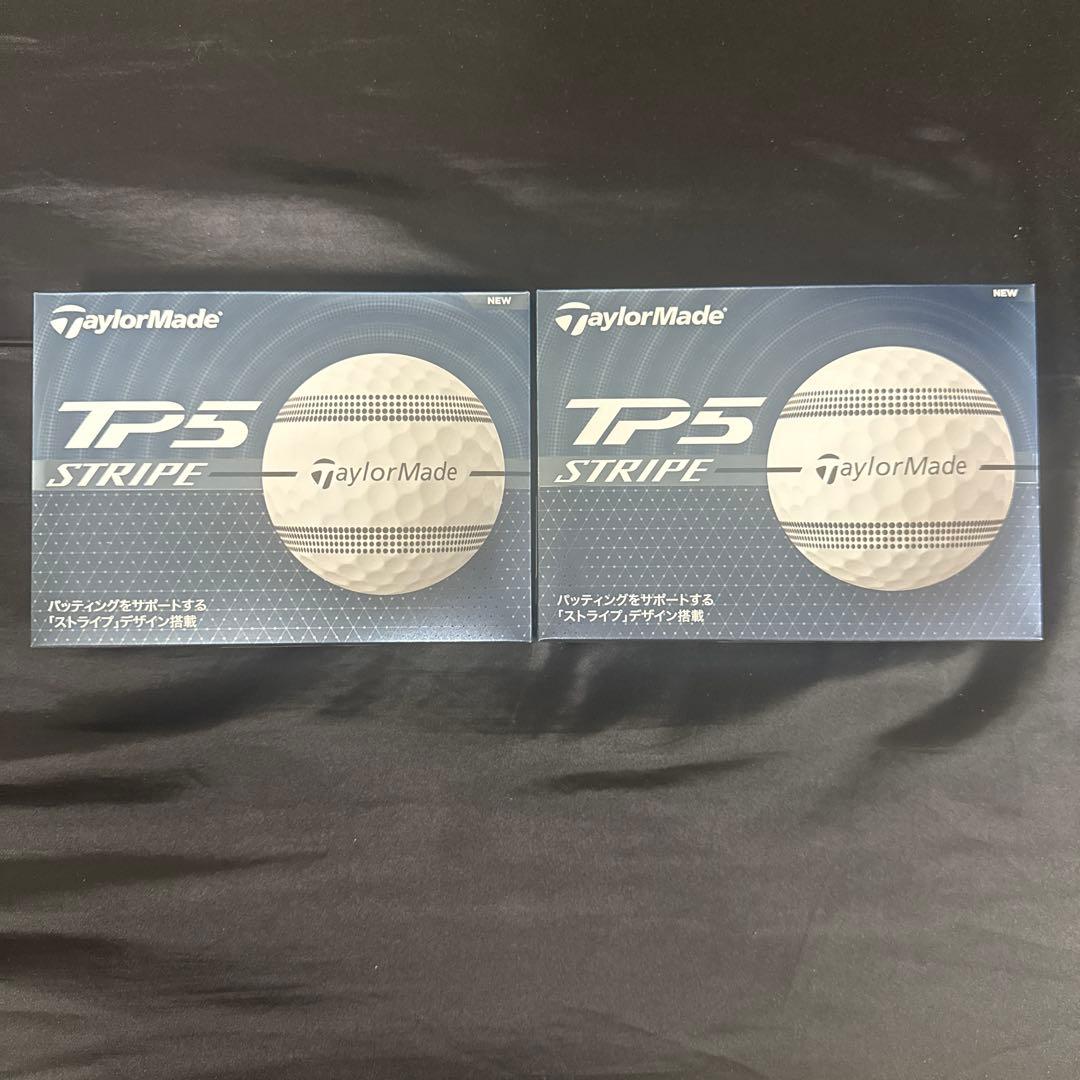 NEW
TaylorMade
TP5
STRIPE
TaylorMade
パッティングをサポートする
「ストライプ」デザイン搭載
NEW
TaylorMade
TP5
STRIPE
TaylorMade
パッティングをサポートする
「ストライプ」デザイン搭載